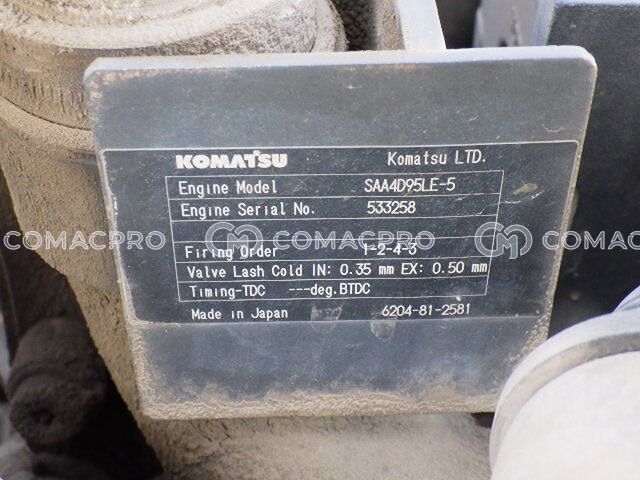 KOMATSU Komatsu LTD.
Engine Model SAA4D95LE-5
Engine Serial No. 533258
COMACPRO COMACPRO COMACPRO
Firing Order 1-2-4-3
Valve Lash Cold IN: 0.35 mm EX: 0.50 mm
Timing-TDC ---deg.BTDC
Made in Japan 6204-81-2581